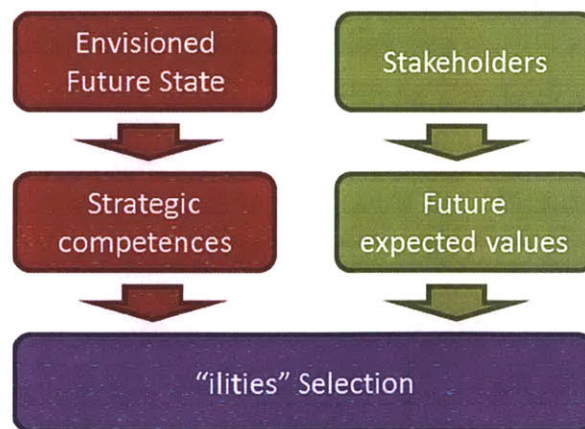 Envisioned
Future State
Stakeholders
Strategic
competences
Future
expected values
“ilities” Selection